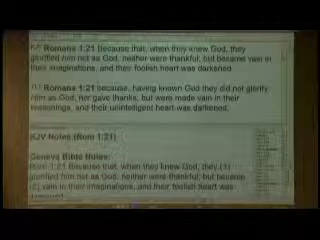 Romans 1:21 Because that, when they knew God, they
glorified him not as God, neither were thankful; but became vain in
their imaginations, and they foolish heart was darkened
Romans 1:21 because, having known God they did not glorify
Him as God, nor gave thanks, but were made vain in their
reasonings, and their unintelligent heart was darkened.
KJV Notes (Rom 1:21)
Geneva Bible Notes:
Rom 1:21 Because that, when they knew God, they (1)
glorified him not as God, neither were thankful; but became
(2) vain in their imaginations, and their foolish heart was